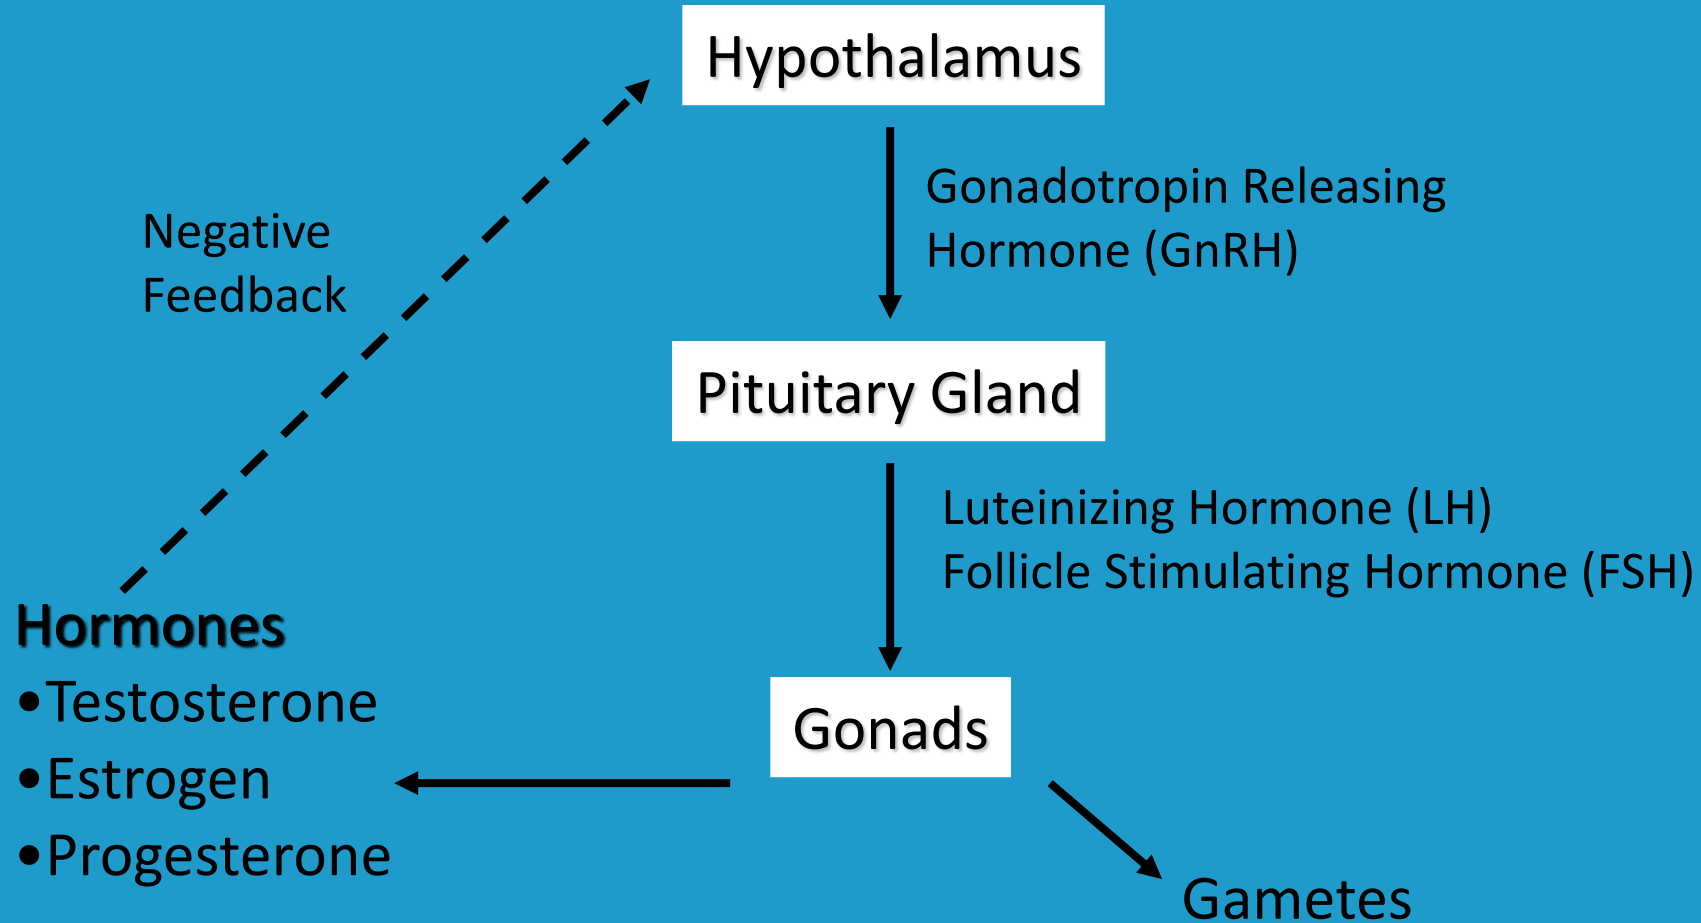 Hypothalamus
Gonadotropin Releasing
Hormone (GnRH)
Negative
Feedback
Pituitary Gland
Luteinizing Hormone (LH)
Follicle Stimulating Hormone (FSH)
Hormones
•Testosterone
•Estrogen
•Progesterone
Gonads
Gametes